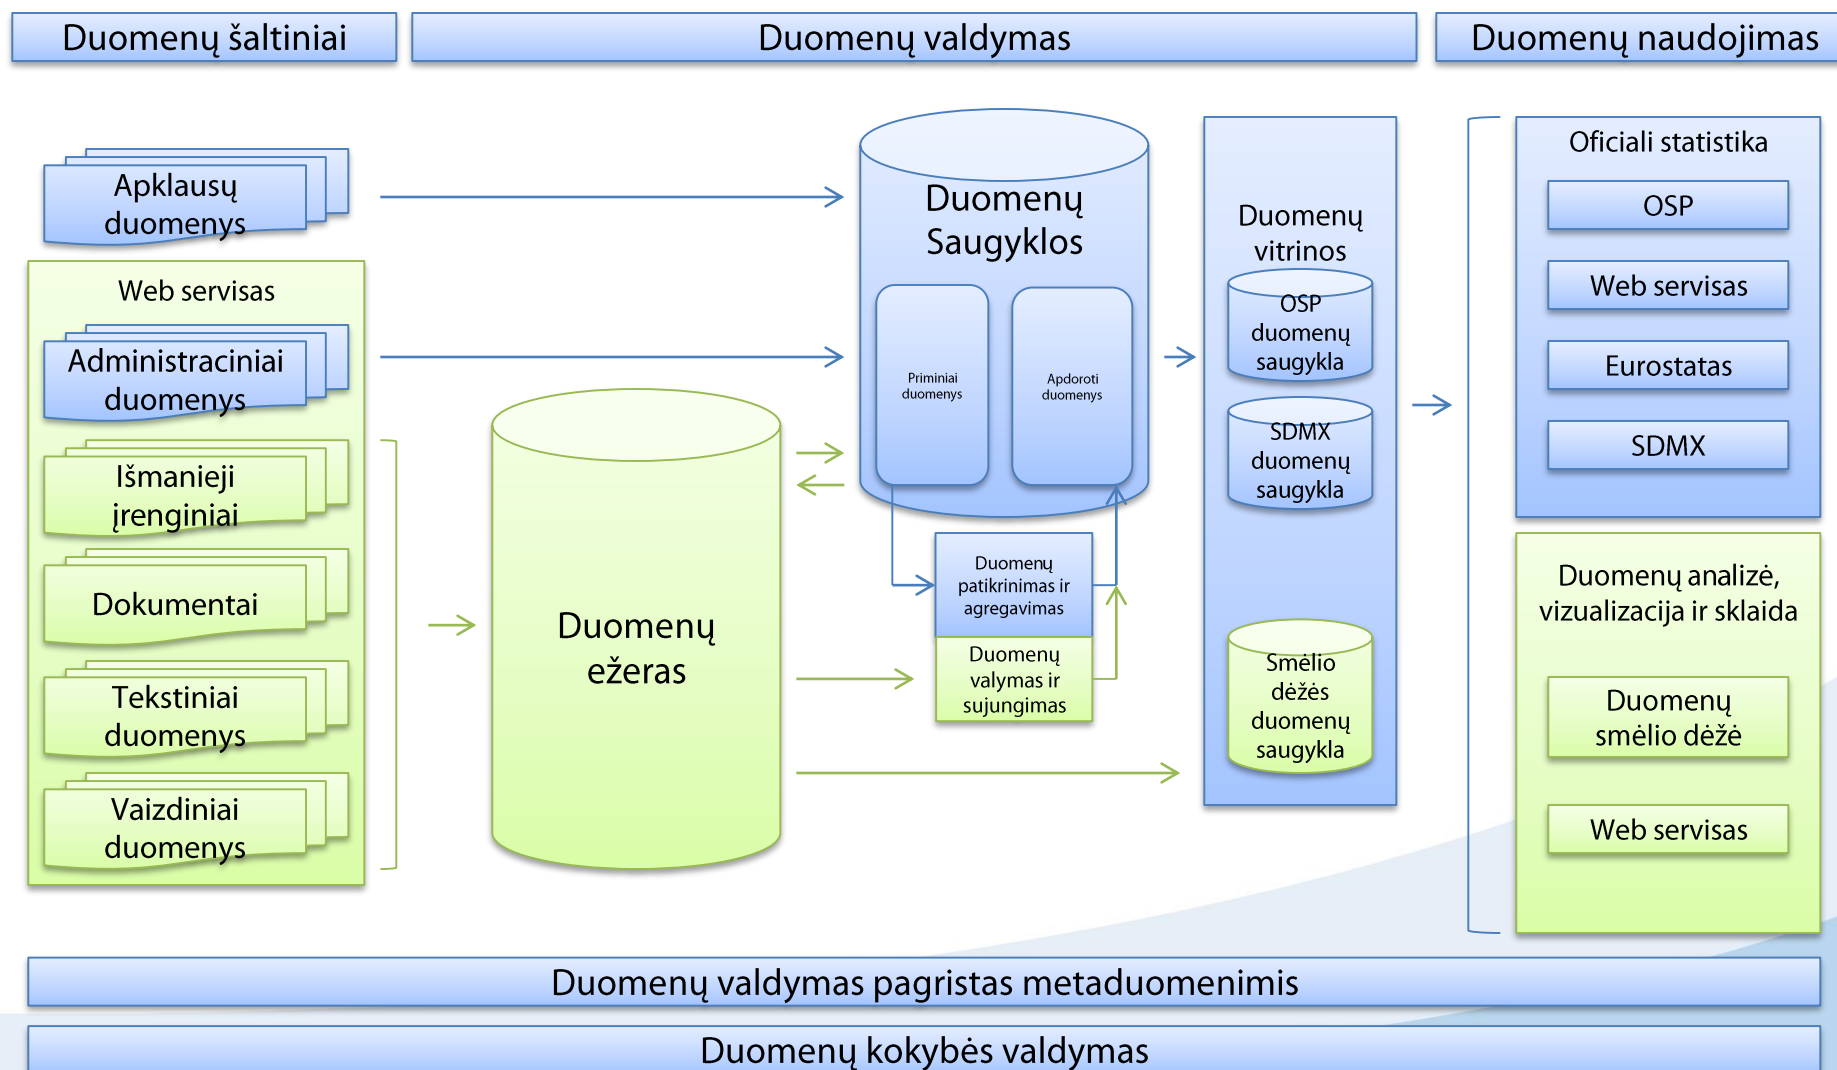 Duomenų šaltiniai
Duomenų valdymas
Duomenų naudojimas
Apklausų
duomenys
Web servisas
Administraciniai
duomenys
Išmanieji
įrenginiai
Dokumentai
Tekstiniai
duomenys
Vaizdiniai
duomenys
Duomenų
ežeras
Duomenų
Saugyklos
Priminiai
duomenys
Apdoroti
duomenys
Duomenų
patikrinimas ir
agregavimas
Duomenų
valymas ir
sujungimas
Duomenų
vitrinos
OSP
duomenų
saugykla
SDMX
duomenų
saugykla
Smėlio
dėžės
duomenų
saugykla
Oficiali statistika
OSP
Web servisas
Eurostatas
SDMX
Duomenų analizė,
vizualizacija ir sklaida
Duomenų
smėlio dėžė
Web servisas
Duomenų valdymas pagristas metaduomenimis
Duomenų kokybės valdymas